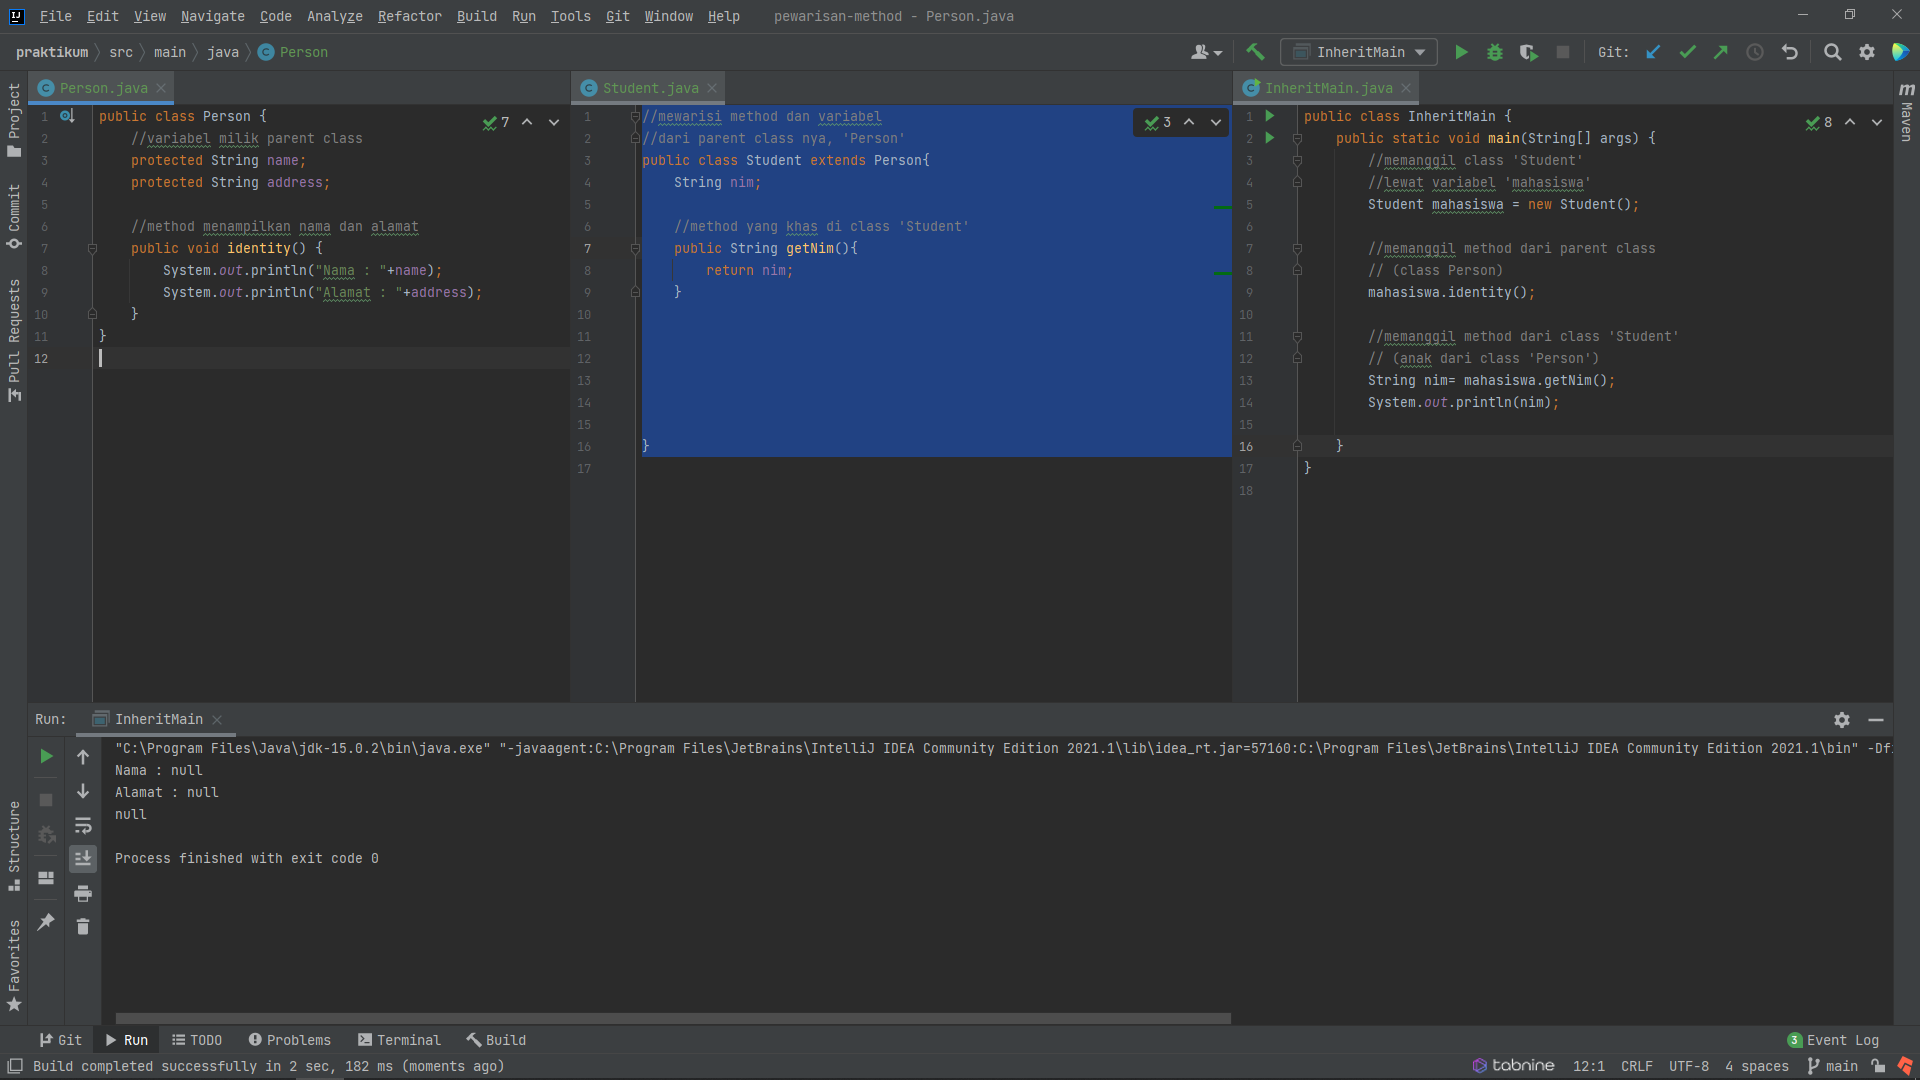 File Edit View Navigate Code Analyze Refactor Build Run Tools Git Window Help pewarisan-method - Person.java
praktikum src main java Person InheritMain Git:
Person.java
1 public class Person {
2 //variabel milik parent class
3 protected String name;
4 protected String address;
5
6 //method menampilkan nama dan alamat
7 public void identity() {
8 System.out.println("Nama : "+name);
9 System.out.println("Alamat : "+address);
10 }
11 }
12
7
Student.java
1 //mewarisi method dan variabel
2 //dari parent class nya, 'Person'
3 public class Student extends Person{
4 String nim;
5
6 //method yang khas di class 'Student'
7 public String getNim(){
8 return nim;
9 }
10
11
12
13
14
15
16 }
17
3
InheritMain.java
1 public class InheritMain {
2 public static void main(String[] args) {
3 //memanggil class 'Student'
4 //lewat variabel 'mahasiswa'
5 Student mahasiswa = new Student();
6
7 //memanggil method dari parent class
8 // (class Person)
9 mahasiswa.identity();
10
11 //memanggil method dari class 'Student'
12 // (anak dari class 'Person')
13 String nim= mahasiswa.getNim();
14 System.out.println(nim);
15
16 }
17 }
18
8
Project
Commit
Pull Requests
Structure
Favorites
m Maven
Run: InheritMain
"C:\Program Files\Java\jdk-15.0.2\bin\java.exe" "-javaagent:C:\Program Files\JetBrains\IntelliJ IDEA Community Edition 2021.1\lib\idea_rt.jar=57160:C:\Program Files\JetBrains\IntelliJ IDEA Community Edition 2021.1\bin" -Dfi
Nama : null
Alamat : null
null
Process finished with exit code 0
Git Run TODO Problems Terminal Build 3 Event Log
Build completed successfully in 2 sec, 182 ms (moments ago) tabnine 12:1 CRLF UTF-8 4 spaces main